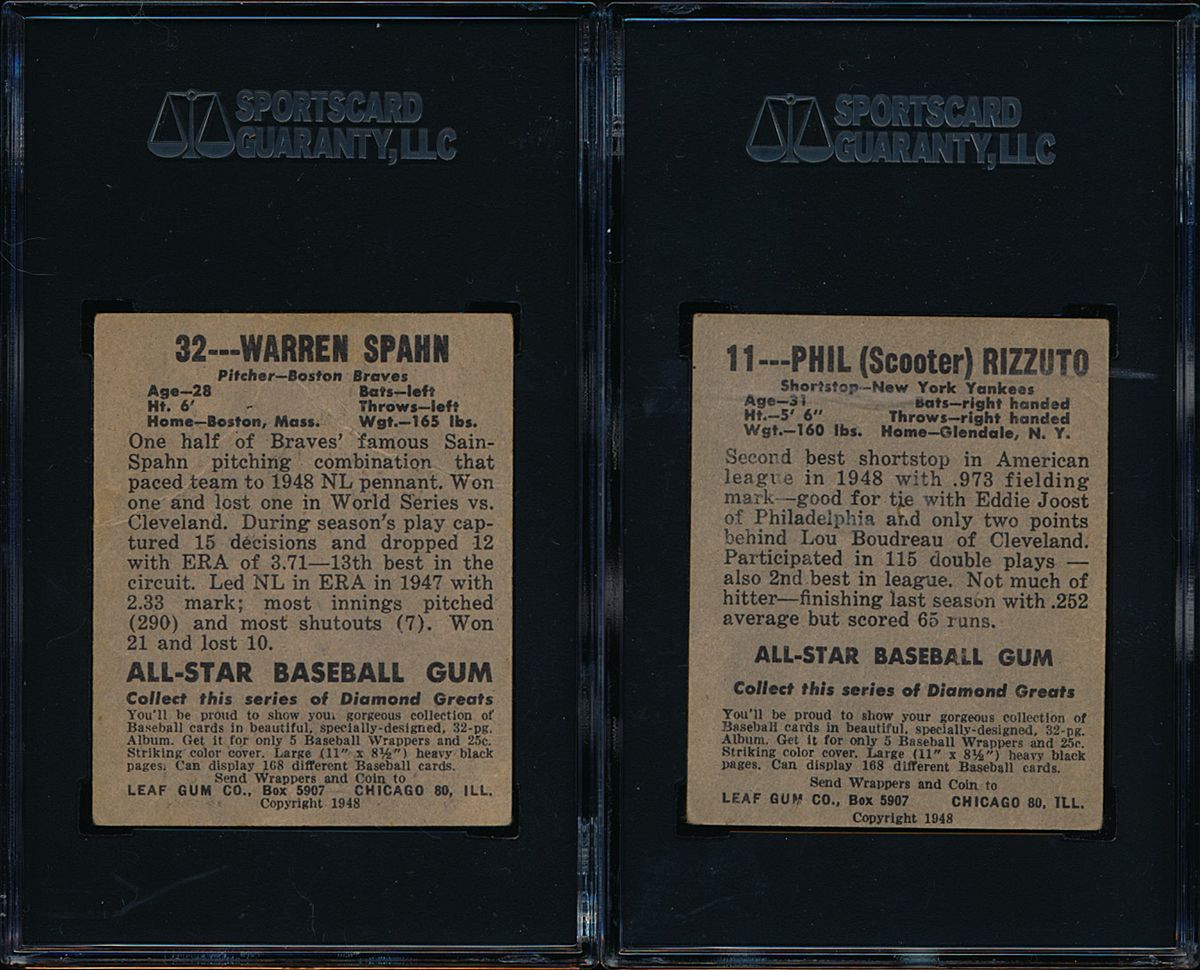 SPORTSCARD
GUARANTY, LLC
32---WARREN SPAHN
Pitcher—Boston Braves
Age—28 Bats—left
Ht. 6' Throws—left
Home—Boston, Mass. Wgt.—165 lbs.
One half of Braves' famous Sain-
Spahn pitching combination that
paced team to 1948 NL pennant. Won
one and lost one in World Series vs.
Cleveland. During season's play cap-
tured 15 decisions and dropped 12
with ERA of 3.71—13th best in the
circuit. Led NL in ERA in 1947 with
2.33 mark; most innings pitched
(290) and most shutouts (7). Won
21 and lost 10.
ALL-STAR BASEBALL GUM
Collect this series of Diamond Greats
You'll be proud to show your gorgeous collection of
Baseball cards in beautiful, specially-designed, 32-pg.
Album. Get it for only 5 Baseball Wrappers and 25c.
Striking color cover. Large (11" x 8½") heavy black
pages. Can display 168 different Baseball cards.
Send Wrappers and Coin to
LEAF GUM CO., Box 5907 CHICAGO 80, ILL.
Copyright 1948
SPORTSCARD
GUARANTY, LLC
11---PHIL (Scooter) RIZZUTO
Shortstop—New York Yankees
Age—31 Bats—right handed
Ht.—5' 6" Throws—right handed
Wgt.—160 lbs. Home—Glendale, N. Y.
Second best shortstop in American
league in 1948 with .973 fielding
mark—good for tie with Eddie Joost
of Philadelphia and only two points
behind Lou Boudreau of Cleveland.
Participated in 115 double plays —
also 2nd best in league. Not much of
hitter—finishing last season with .252
average but scored 65 runs.
ALL-STAR BASEBALL GUM
Collect this series of Diamond Greats
You'll be proud to show your gorgeous collection of
Baseball cards in beautiful, specially-designed, 32-pg.
Album. Get it for only 5 Baseball Wrappers and 25c.
Striking color cover. Large (11" x 8½") heavy black
pages. Can display 168 different Baseball cards.
Send Wrappers and Coin to
LEAF GUM CO., Box 5907 CHICAGO 80, ILL.
Copyright 1948